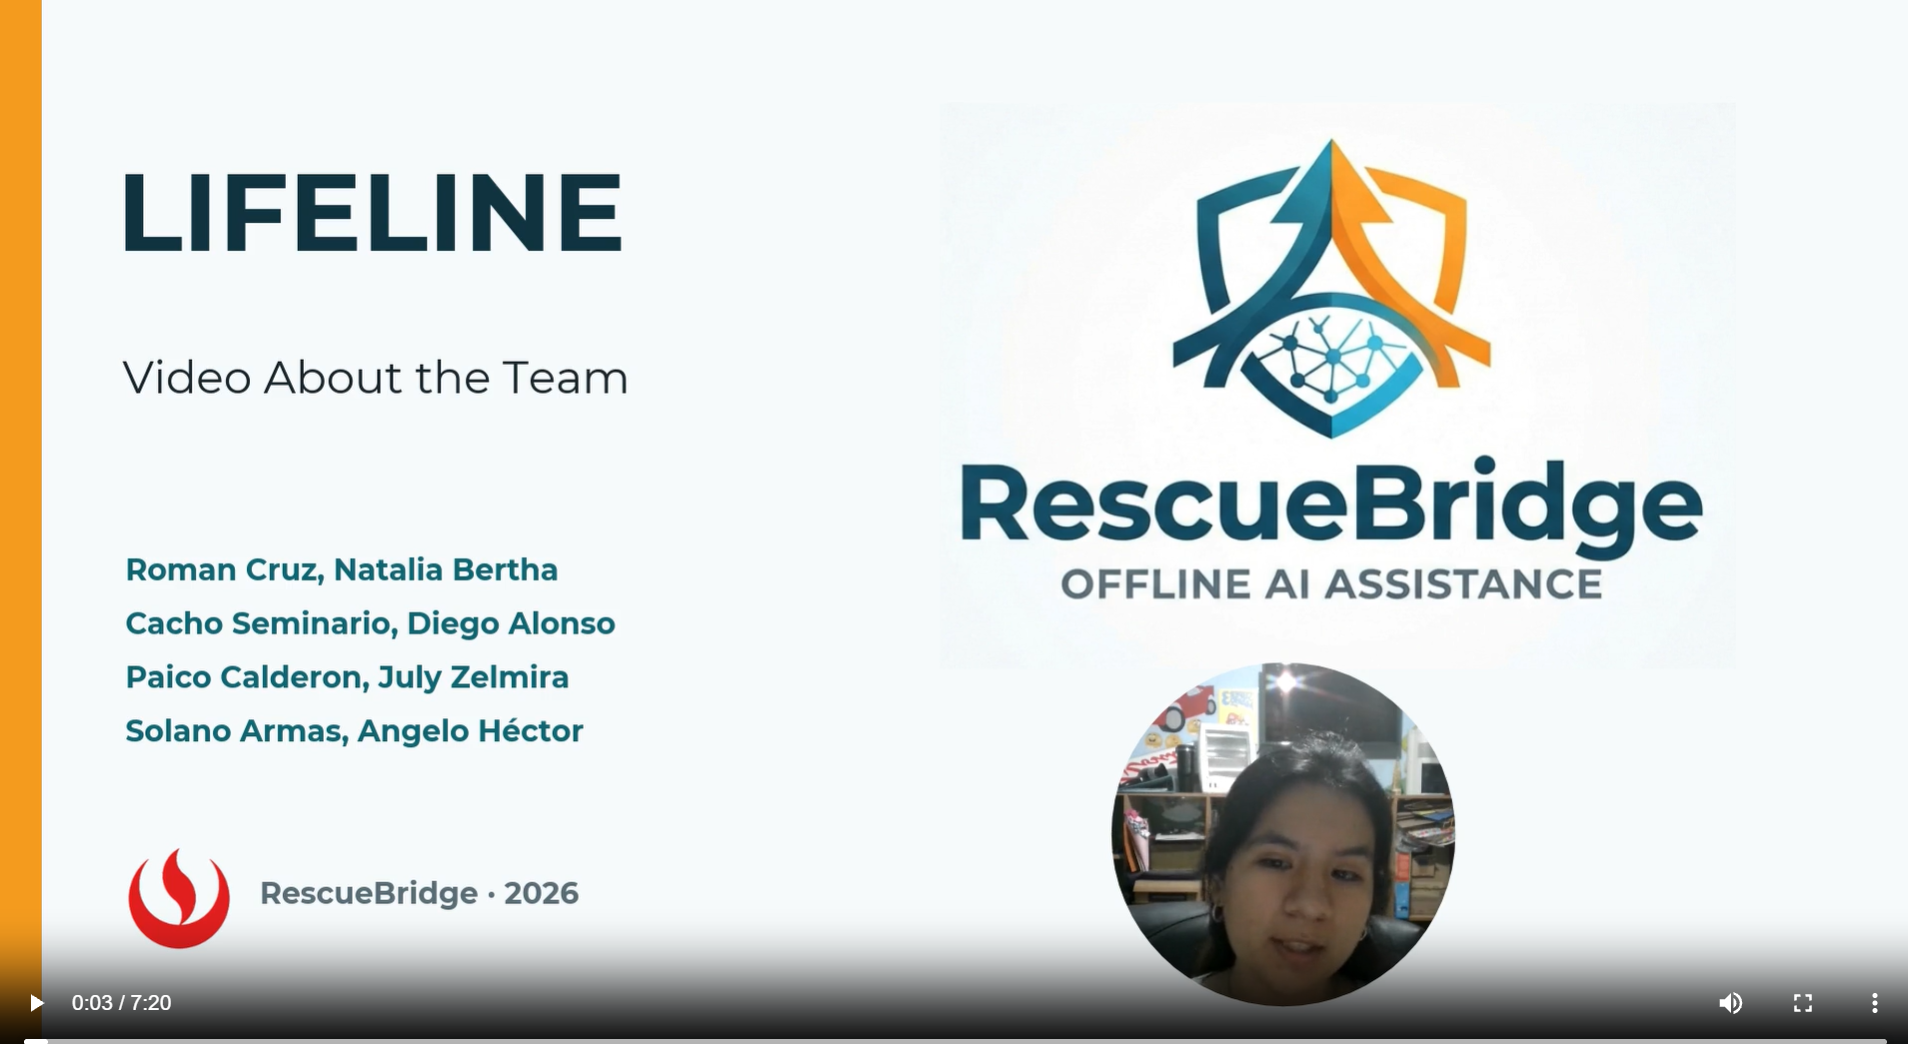 LIFELINE
Video About the Team
Roman Cruz, Natalia Bertha
Cacho Seminario, Diego Alonso
Paico Calderon, July Zelmira
Solano Armas, Angelo Héctor
RescueBridge · 2026
RescueBridge
OFFLINE AI ASSISTANCE
0:03 / 7:20